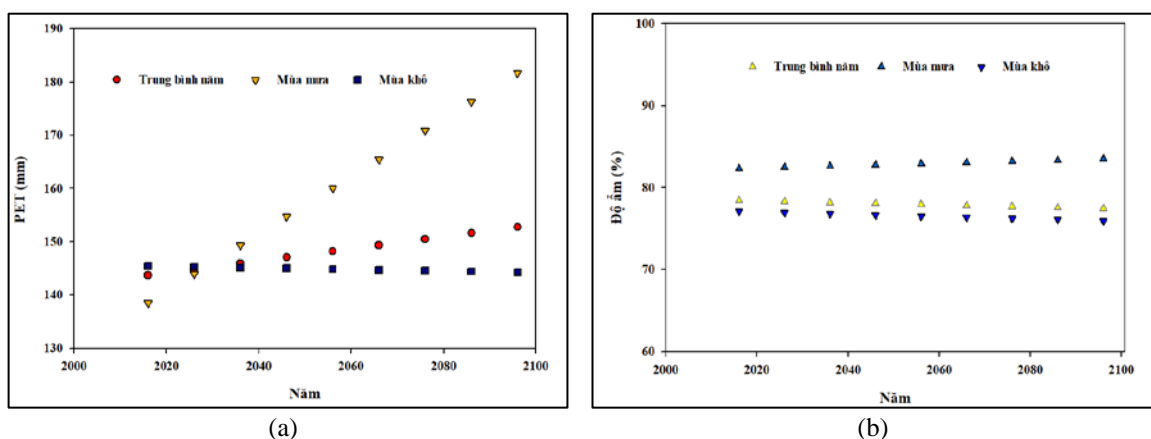 190
180
170
160
150
140
130
PET (mm)
Trung bình năm
Mùa mưa
Mùa khô
2000
2020
2040
2060
2080
2100
Năm
(a)
100
90
80
70
60
Độ ẩm (%)
Trung bình năm
Mùa mưa
Mùa khô
2000
2020
2040
2060
2080
2100
Năm
(b)